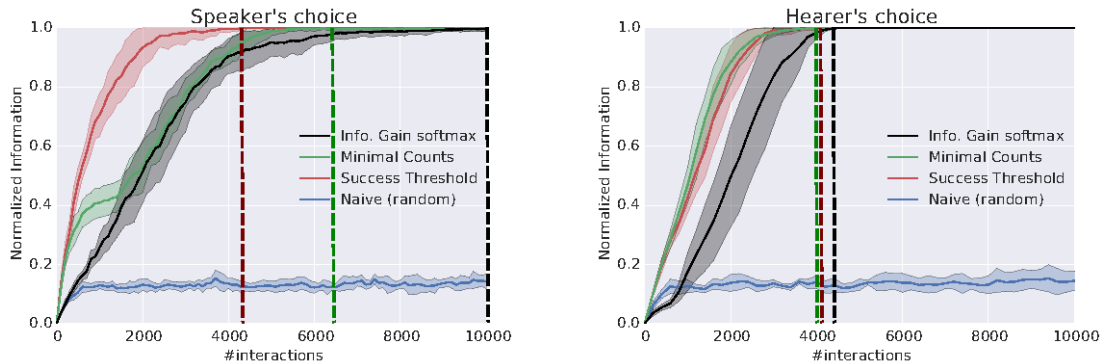 Speaker's choice
1.0
0.8
0.6
0.4
0.2
0.0
Normalized Information
Info. Gain softmax
Minimal Counts
Success Threshold
Naive (random)
0 2000 4000 6000 8000 10000
#interactions
Hearer's choice
1.0
0.8
0.6
0.4
0.2
0.0
Normalized Information
Info. Gain softmax
Minimal Counts
Success Threshold
Naive (random)
0 2000 4000 6000 8000 10000
#interactions